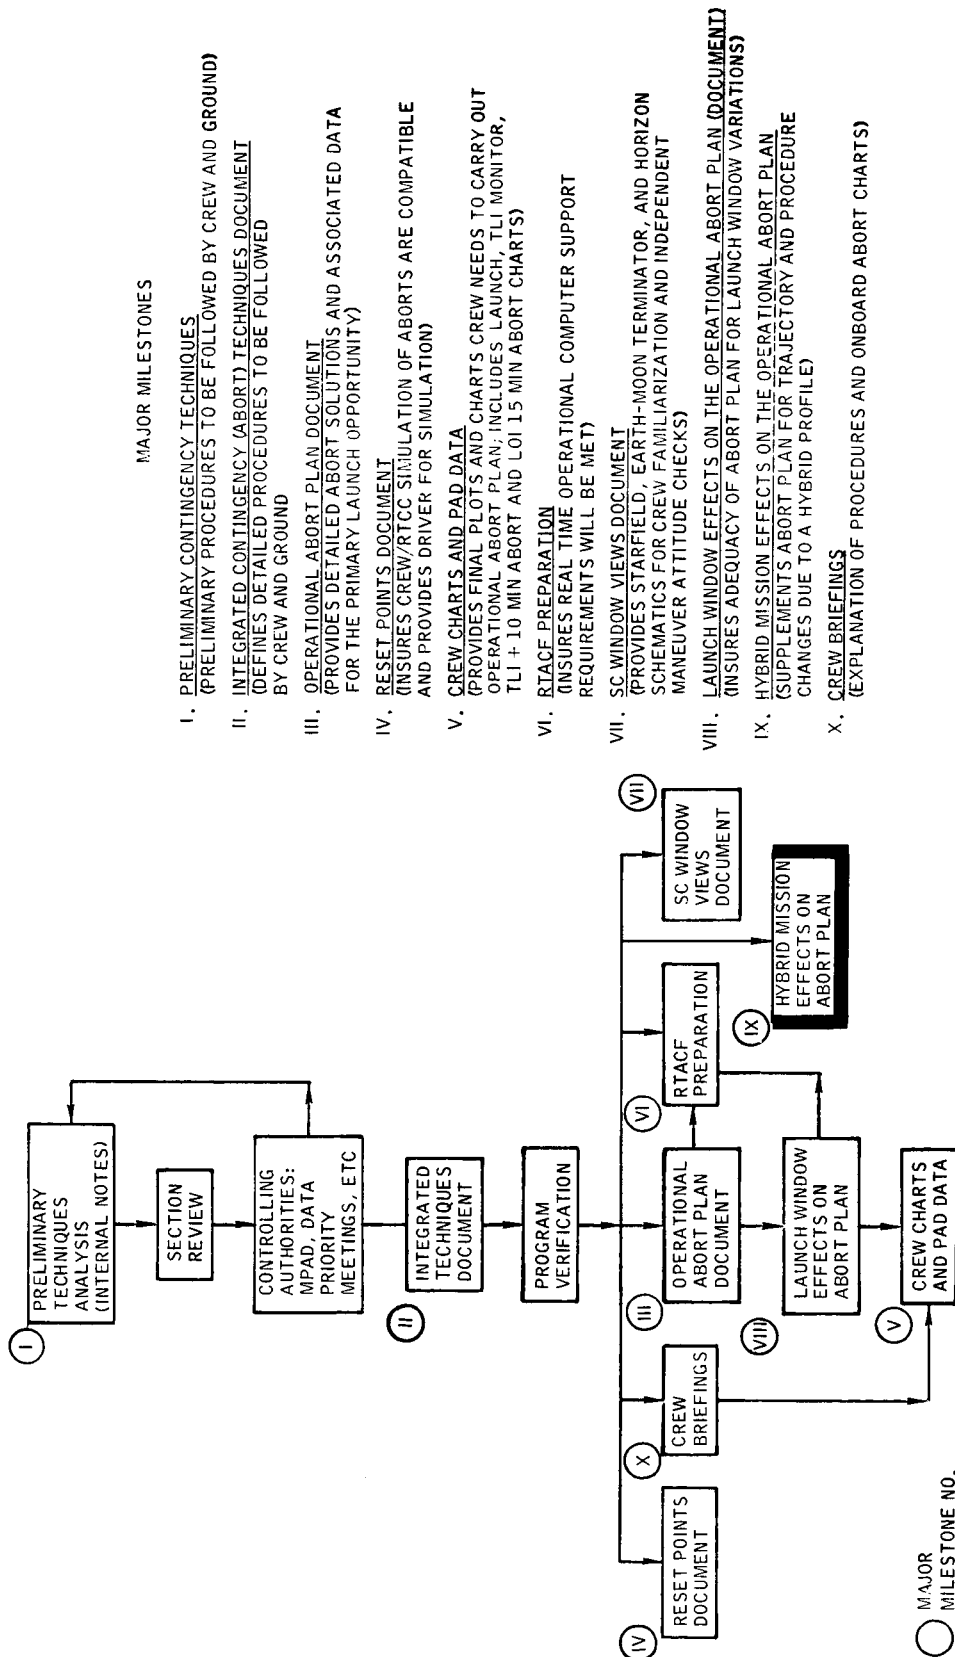 PRELIMINARY
TECHNIQUES
ANALYSIS
(INTERNAL NOTES)
I
SECTION
REVIEW
CONTROLLING
AUTHORITIES:
MPAD, DATA
PRIORITY
MEETINGS, ETC
II
INTEGRATED
TECHNIQUES
DOCUMENT
PROGRAM
VERIFICATION
IV
RESET POINTS
DOCUMENT
X
CREW
BRIEFINGS
III
OPERATIONAL
ABORT PLAN
DOCUMENT
VI
RTACF
PREPARATION
VII
SC WINDOW
VIEWS
DOCUMENT
VIII
LAUNCH WINDOW
EFFECTS ON
ABORT PLAN
IX
HYBRID MISSION
EFFECTS ON
ABORT PLAN
V
CREW CHARTS
AND PAD DATA
MAJOR
MILESTONE NO.
MAJOR MILESTONES
I. PRELIMINARY CONTINGENCY TECHNIQUES
(PRELIMINARY PROCEDURES TO BE FOLLOWED BY CREW AND GROUND)
II. INTEGRATED CONTINGENCY (ABORT) TECHNIQUES DOCUMENT
(DEFINES DETAILED PROCEDURES TO BE FOLLOWED
BY CREW AND GROUND
III. OPERATIONAL ABORT PLAN DOCUMENT
(PROVIDES DETAILED ABORT SOLUTIONS AND ASSOCIATED DATA
FOR THE PRIMARY LAUNCH OPPORTUNITY)
IV. RESET POINTS DOCUMENT
(INSURES CREW/RTCC SIMULATION OF ABORTS ARE COMPATIBLE
AND PROVIDES DRIVER FOR SIMULATION)
V. CREW CHARTS AND PAD DATA
(PROVIDES FINAL PLOTS AND CHARTS CREW NEEDS TO CARRY OUT
OPERATIONAL ABORT PLAN; INCLUDES LAUNCH, TLI MONITOR,
TLI + 10 MIN ABORT AND LOI 15 MIN ABORT CHARTS)
VI. RTACF PREPARATION
(INSURES REAL TIME OPERATIONAL COMPUTER SUPPORT
REQUIREMENTS WILL BE MET)
VII. SC WINDOW VIEWS DOCUMENT
(PROVIDES STARFIELD, EARTH-MOON TERMINATOR, AND HORIZON
SCHEMATICS FOR CREW FAMILIARIZATION AND INDEPENDENT
MANEUVER ATTITUDE CHECKS)
VIII. LAUNCH WINDOW EFFECTS ON THE OPERATIONAL ABORT PLAN (DOCUMENT)
(INSURES ADEQUACY OF ABORT PLAN FOR LAUNCH WINDOW VARIATIONS)
IX. HYBRID MISSION EFFECTS ON THE OPERATIONAL ABORT PLAN
(SUPPLEMENTS ABORT PLAN FOR TRAJECTORY AND PROCEDURE
CHANGES DUE TO A HYBRID PROFILE)
X. CREW BRIEFINGS
(EXPLANATION OF PROCEDURES AND ONBOARD ABORT CHARTS)